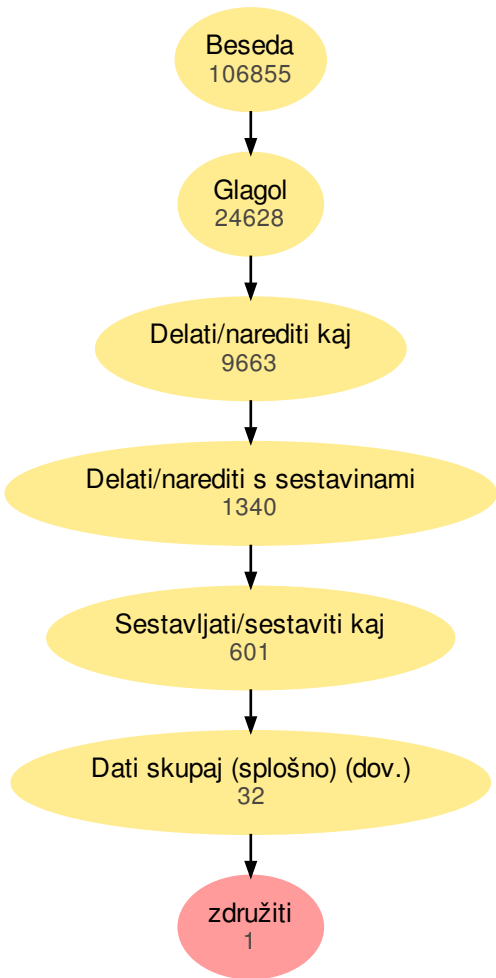 Beseda
106855
Glagol
24628
Delati/narediti kaj
9663
Delati/narediti s sestavinami
1340
Sestavljati/sestaviti kaj
601
Dati skupaj (splošno) (dov.)
32
združiti
1